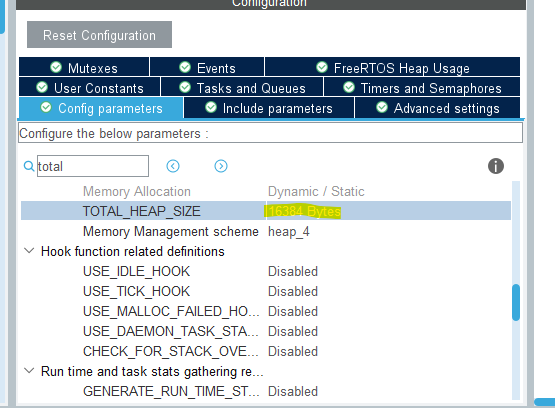 Configuration
Reset Configuration
Mutexes Events FreeRTOS Heap Usage
User Constants Tasks and Queues Timers and Semaphores
Config parameters Include parameters Advanced settings
Configure the below parameters :
total
Memory Allocation Dynamic / Static
TOTAL_HEAP_SIZE 16384 Bytes
Memory Management scheme heap_4
Hook function related definitions
USE_IDLE_HOOK Disabled
USE_TICK_HOOK Disabled
USE_MALLOC_FAILED_HO... Disabled
USE_DAEMON_TASK_STA... Disabled
CHECK_FOR_STACK_OVE... Disabled
Run time and task stats gathering re...
GENERATE_RUN_TIME_ST... Disabled